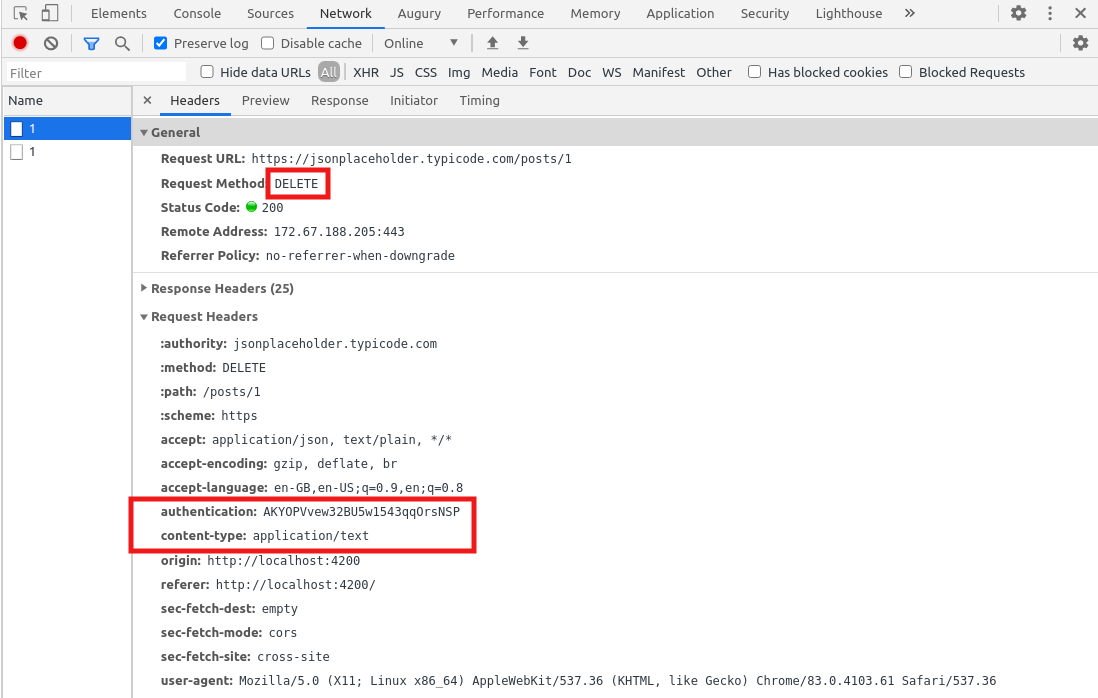 Elements Console Sources Network Augury Performance Memory Application Security Lighthouse »
Preserve log Disable cache Online
Filter Hide data URLs All XHR JS CSS Img Media Font Doc WS Manifest Other Has blocked cookies Blocked Requests
Name × Headers Preview Response Initiator Timing
1
1
General
Request URL: https://jsonplaceholder.typicode.com/posts/1
Request Method DELETE
Status Code: 200
Remote Address: 172.67.188.205:443
Referrer Policy: no-referrer-when-downgrade
Response Headers (25)
Request Headers
:authority: jsonplaceholder.typicode.com
:method: DELETE
:path: /posts/1
:scheme: https
accept: application/json, text/plain, */*
accept-encoding: gzip, deflate, br
accept-language: en-GB,en-US;q=0.9,en;q=0.8
authentication: AKYOPVvew32BU5w1543qqOrsNSP
content-type: application/text
origin: http://localhost:4200
referer: http://localhost:4200/
sec-fetch-dest: empty
sec-fetch-mode: cors
sec-fetch-site: cross-site
user-agent: Mozilla/5.0 (X11; Linux x86_64) AppleWebKit/537.36 (KHTML, like Gecko) Chrome/83.0.4103.61 Safari/537.36